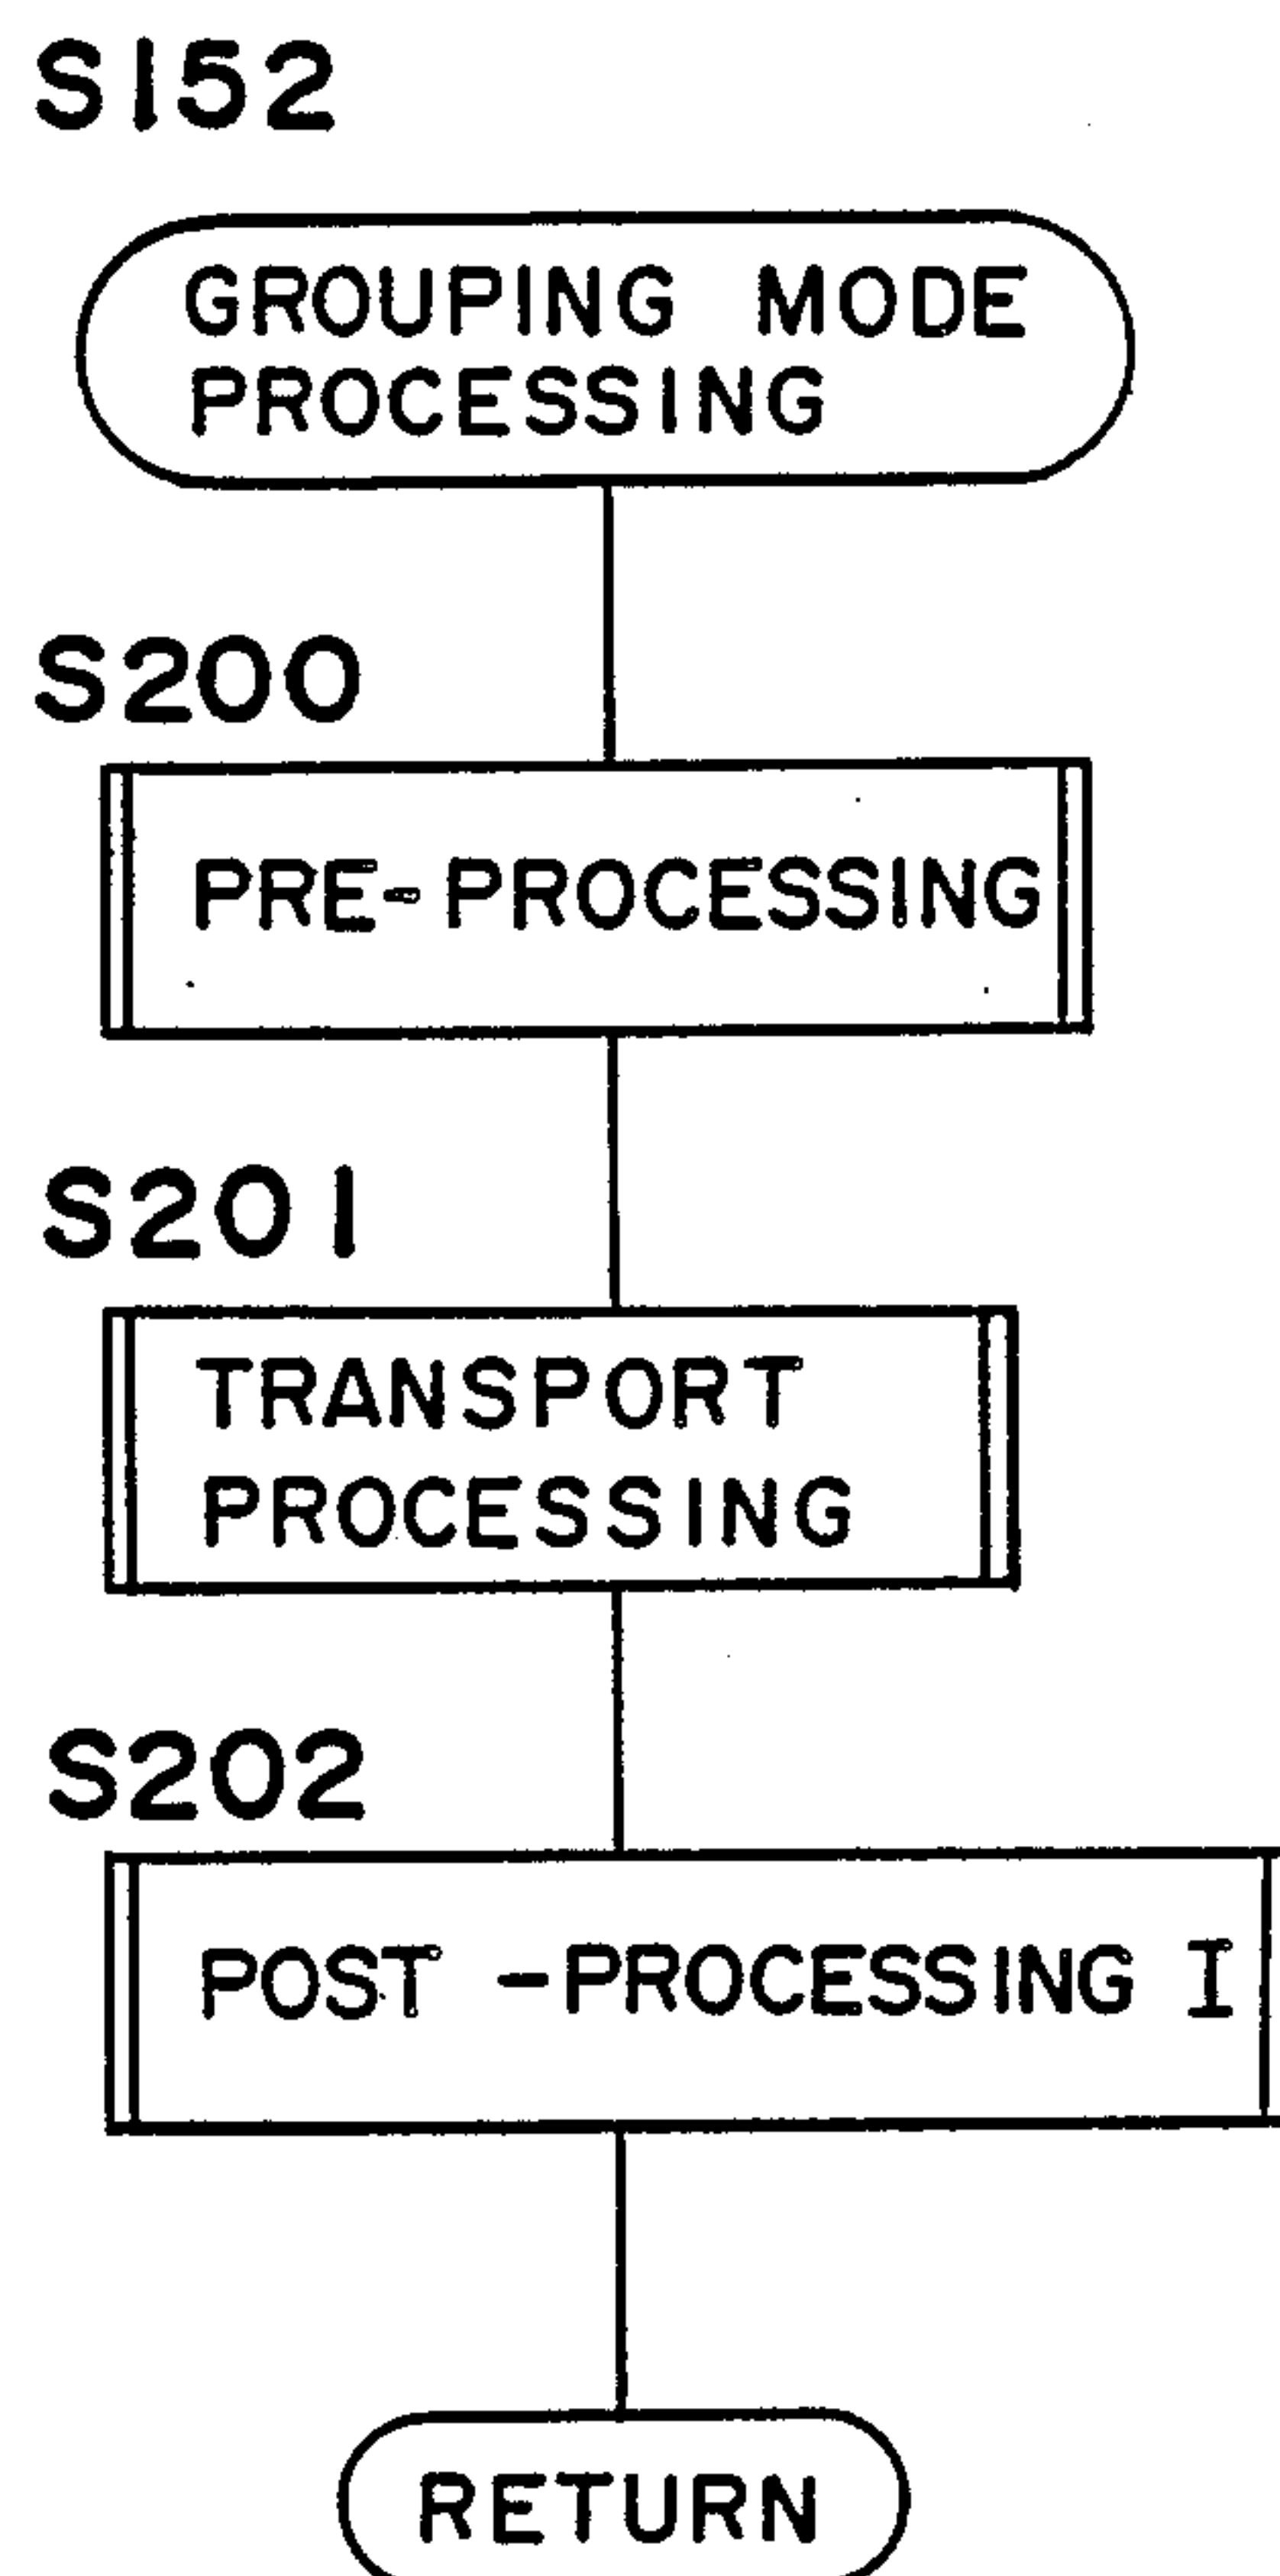 S152
GROUPING MODE
PROCESSING
S200
PRE-PROCESSING
S201
TRANSPORT
PROCESSING
S202
POST-PROCESSING I
RETURN